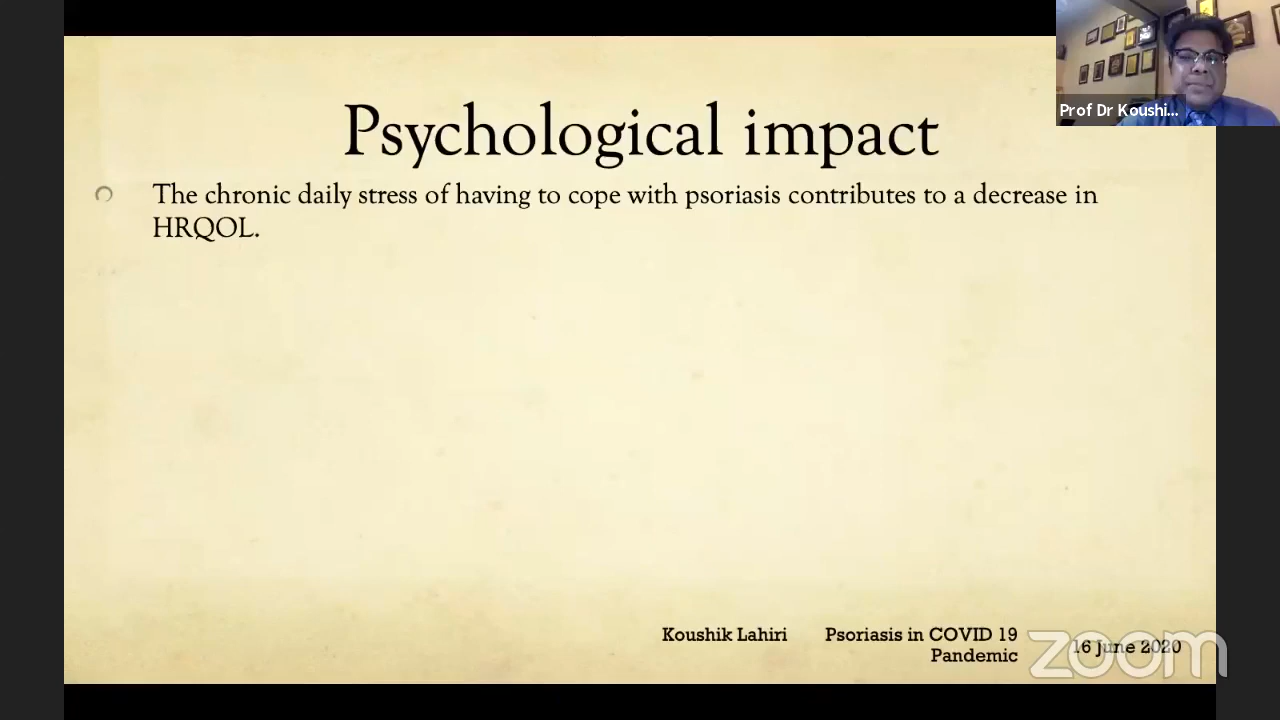 Prof Dr Koushi...
Psychological impact
The chronic daily stress of having to cope with psoriasis contributes to a decrease in
HRQOL.
Koushik Lahiri Psoriasis in COVID 19
Pandemic
16 June 2020
zoom